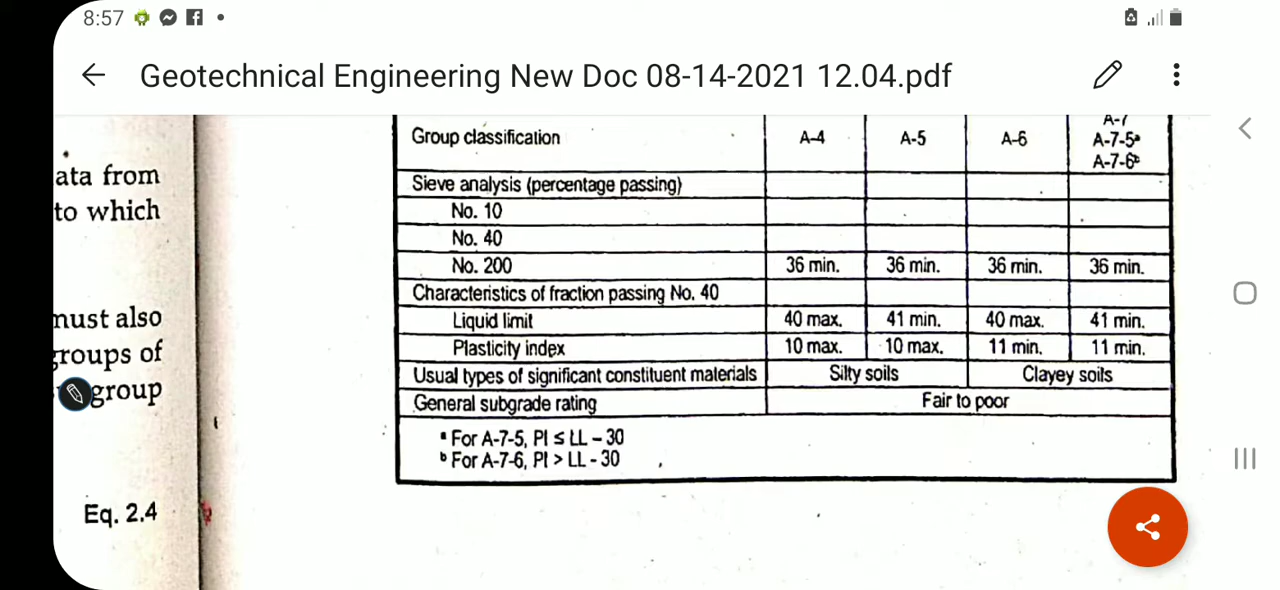 8:57
Geotechnical Engineering New Doc 08-14-2021 12.04.pdf
ata from
to which
must also
groups of
group
Eq. 2.4
Group classification A-4 A-5 A-6 A-7
A-7-5ª
A-7-6ᵇ
Sieve analysis (percentage passing)
No. 10
No. 40
No. 200 36 min. 36 min. 36 min. 36 min.
Characteristics of fraction passing No. 40
Liquid limit 40 max. 41 min. 40 max. 41 min.
Plasticity index 10 max. 10 max. 11 min. 11 min.
Usual types of significant constituent materials Silty soils Clayey soils
General subgrade rating Fair to poor
ª For A-7-5, PI ≤ LL – 30
ᵇ For A-7-6, PI > LL - 30